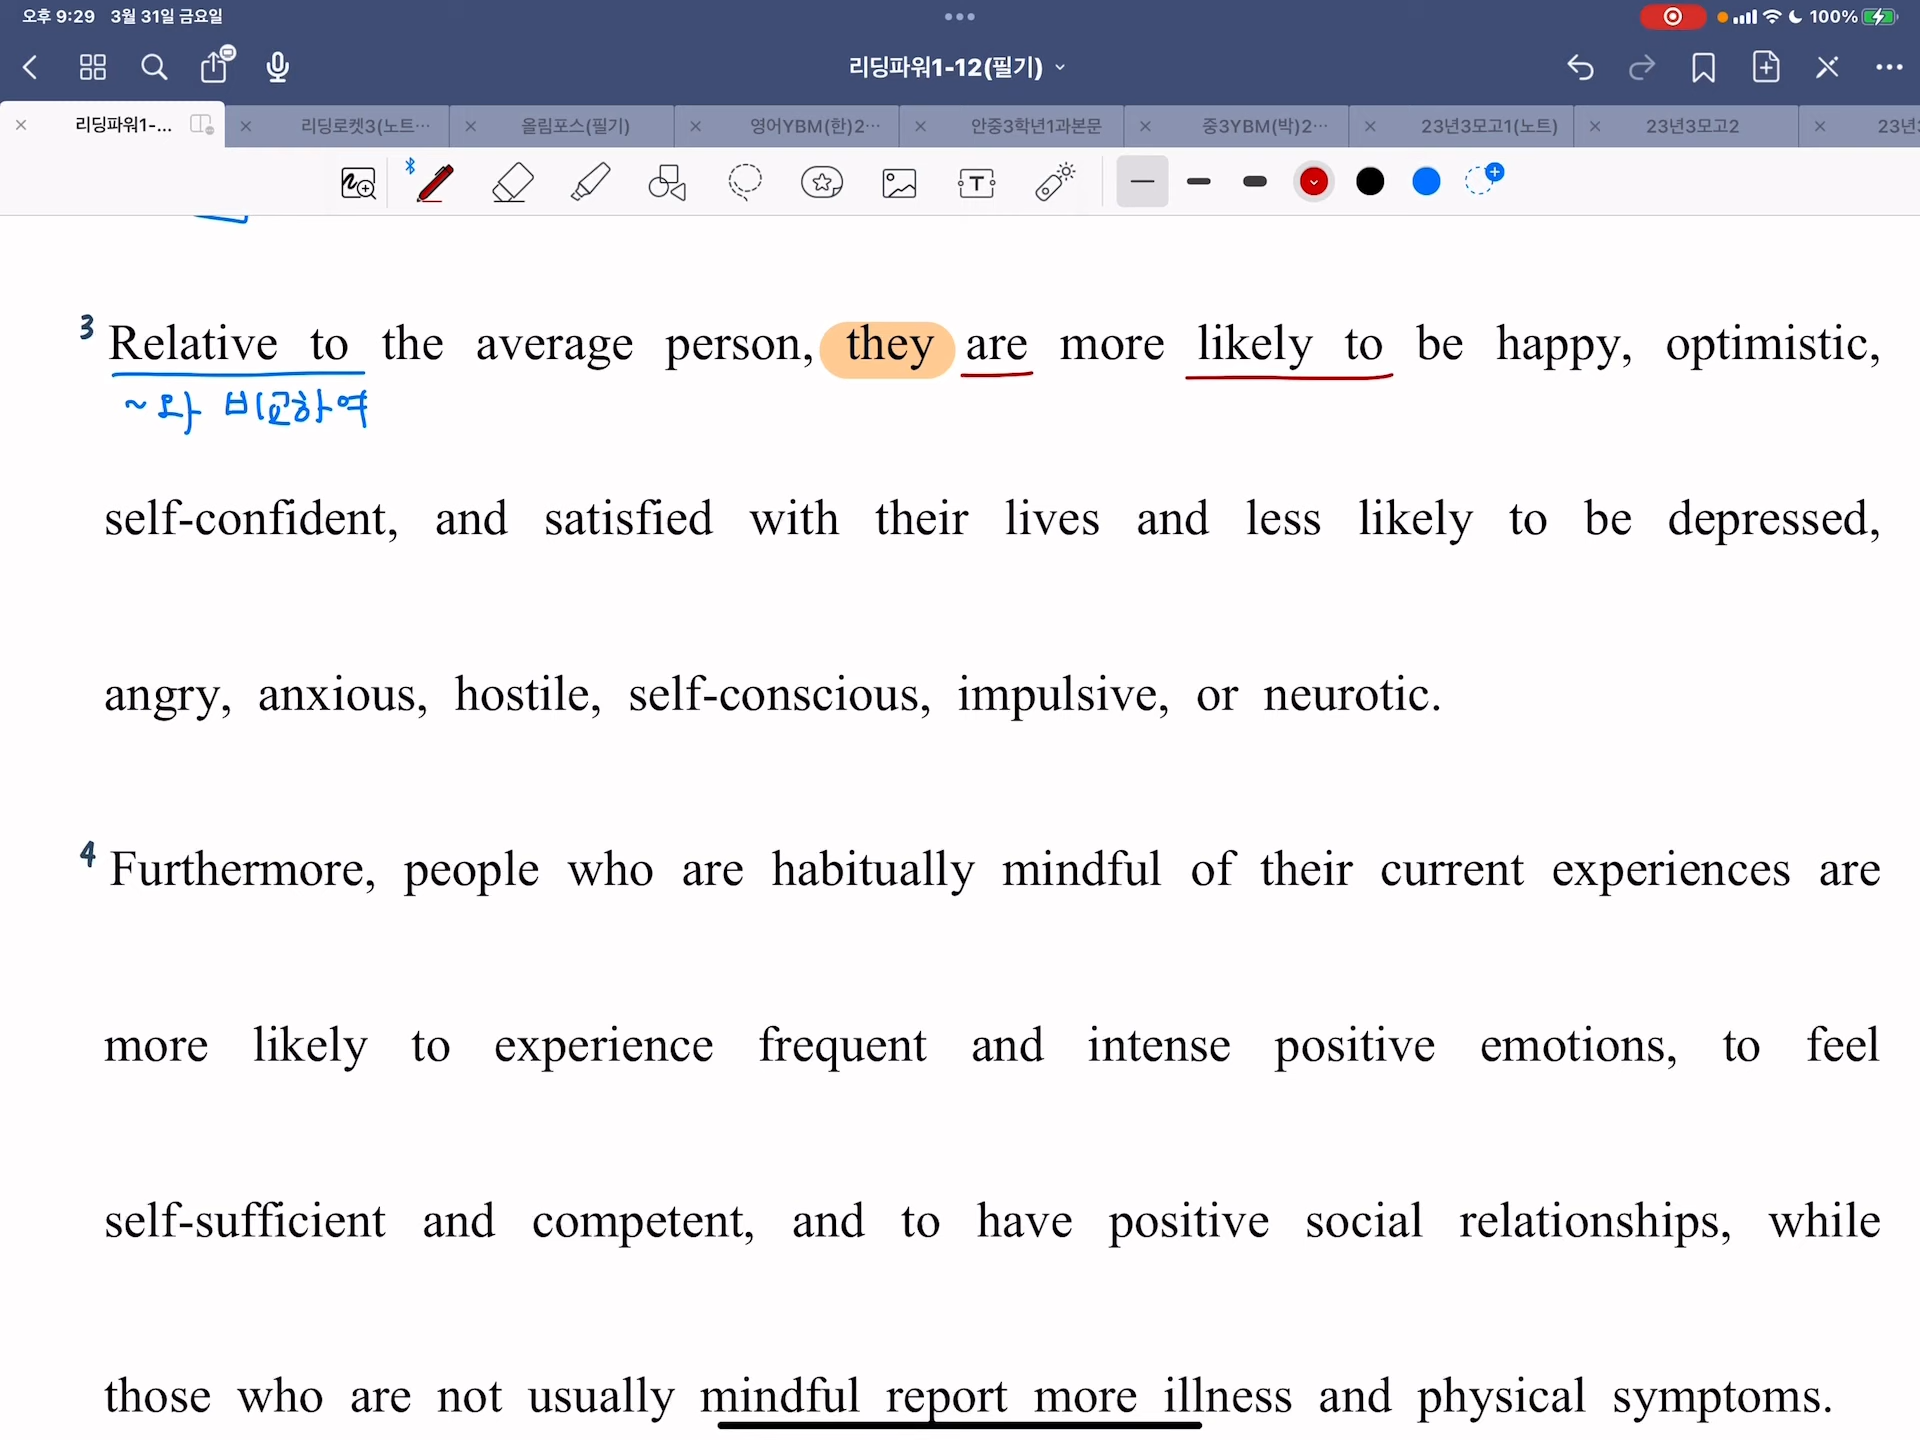 오후 9:29 3월 31일 금요일
100%
리딩파워1-12(필기)
리딩파워1-...
리딩로켓3(노트...
올림포스(필기)
영어YBM(한)2...
안중3학년1과본문
중3YBM(박)2...
23년3모고1(노트)
23년3모고2
23년
3 Relative to the average person, they are more likely to be happy, optimistic,
~와 비교하여
self-confident, and satisfied with their lives and less likely to be depressed,
angry, anxious, hostile, self-conscious, impulsive, or neurotic.
4 Furthermore, people who are habitually mindful of their current experiences are
more likely to experience frequent and intense positive emotions, to feel
self-sufficient and competent, and to have positive social relationships, while
those who are not usually mindful report more illness and physical symptoms.